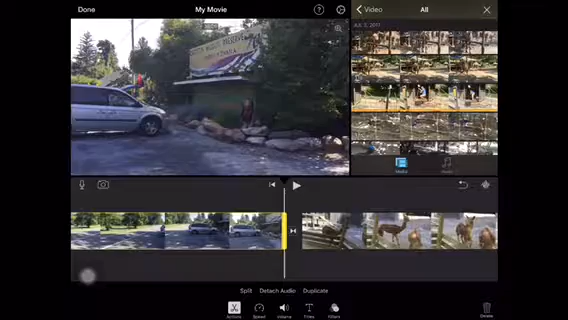 Done
My Movie
Video
All
JUL 3, 2017
Media
Audio
Split
Detach Audio
Duplicate
Actions
Speed
Volume
Titles
Filters
Delete